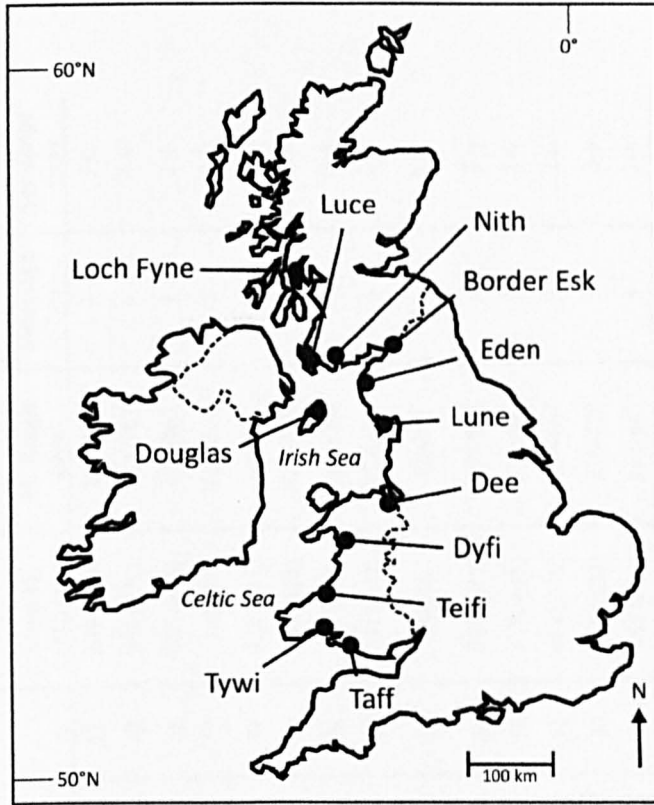 0°
60°N
Luce
Nith
Loch Fyne
Border Esk
Eden
Lune
Douglas
Irish Sea
Dee
Dyfi
Celtic Sea
Teifi
Tywi
Taff
N
100 km
50°N